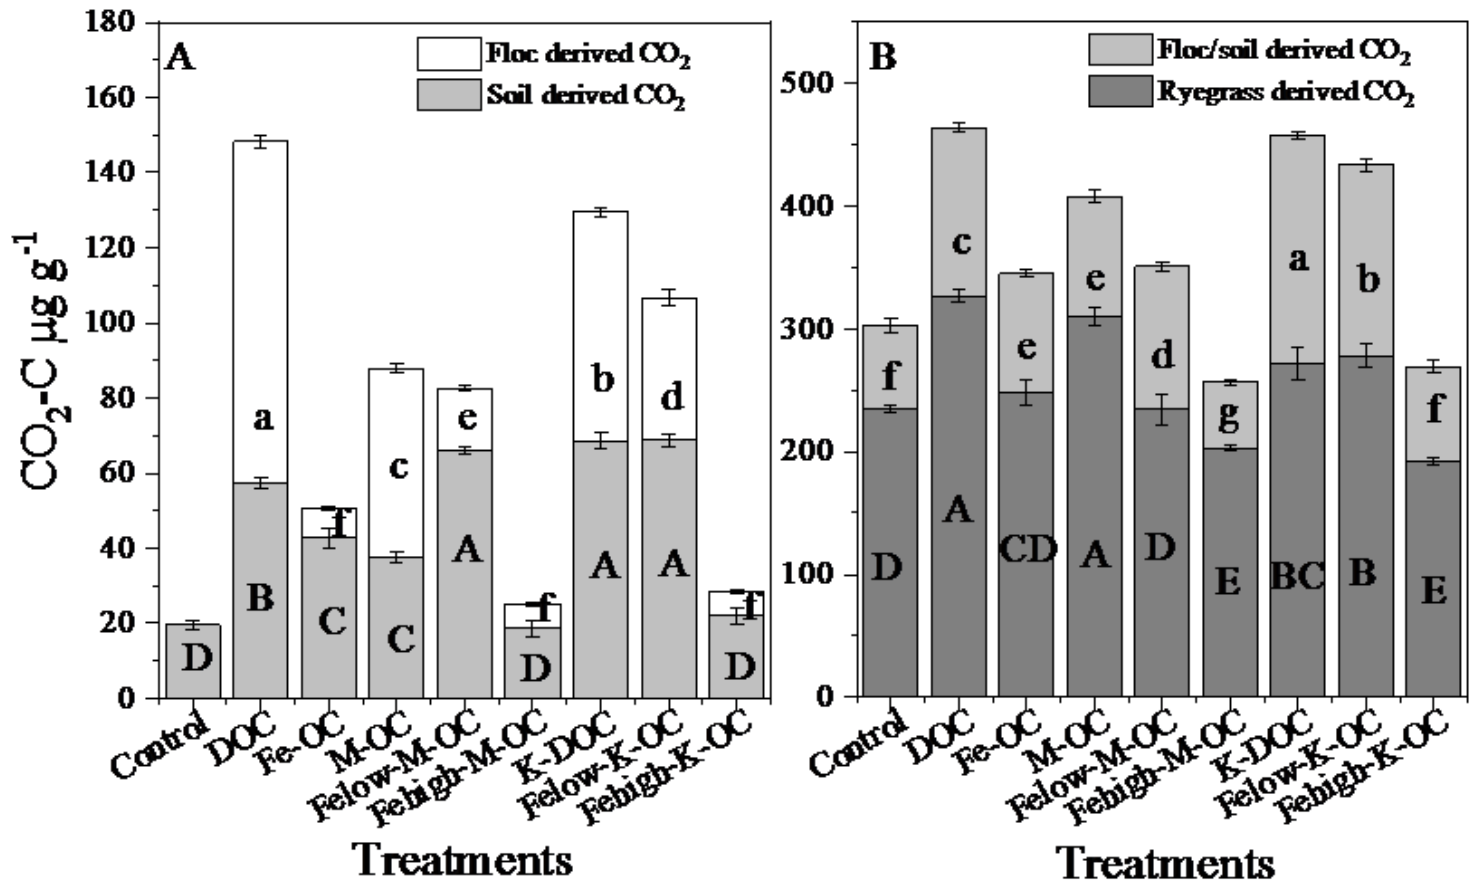 A
Floc derived CO2
Soil derived CO2
180
160
140
120
100
80
60
40
20
0
CO2-C µg g-1
D
a
B
f
C
c
C
e
A
f
D
b
A
d
A
f
D
Control
DOC
Fe-OC
M-OC
Felow-M-OC
Fehigh-M-OC
K-DOC
Felow-K-OC
Fehigh-K-OC
Treatments
B
Floc/soil derived CO2
Ryegrass derived CO2
500
400
300
200
100
0
f
D
c
A
e
CD
e
A
d
D
g
E
a
BC
b
B
f
E
Control
DOC
Fe-OC
M-OC
Felow-M-OC
Fehigh-M-OC
K-DOC
Felow-K-OC
Fehigh-K-OC
Treatments